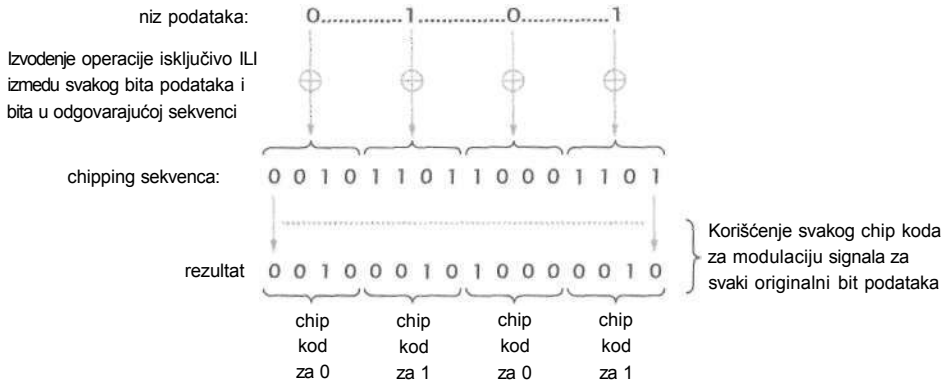 niz podataka: 0 1 0 1
Izvodenje operacije isključivo ILI
izmedu svakog bita podataka i
bita u odgovarajućoj sekvenci
chipping sekvenca: 0 0 1 0 1 1 0 1 1 0 0 0 1 1 0 1
Korišćenje svakog chip koda
za modulaciju signala za
svaki originalni bit podataka
rezultat 0 0 1 0 0 0 1 0 1 0 0 0 0 0 1 0
chip chip chip chip
kod kod kod kod
za 0 za 1 za 0 za 1